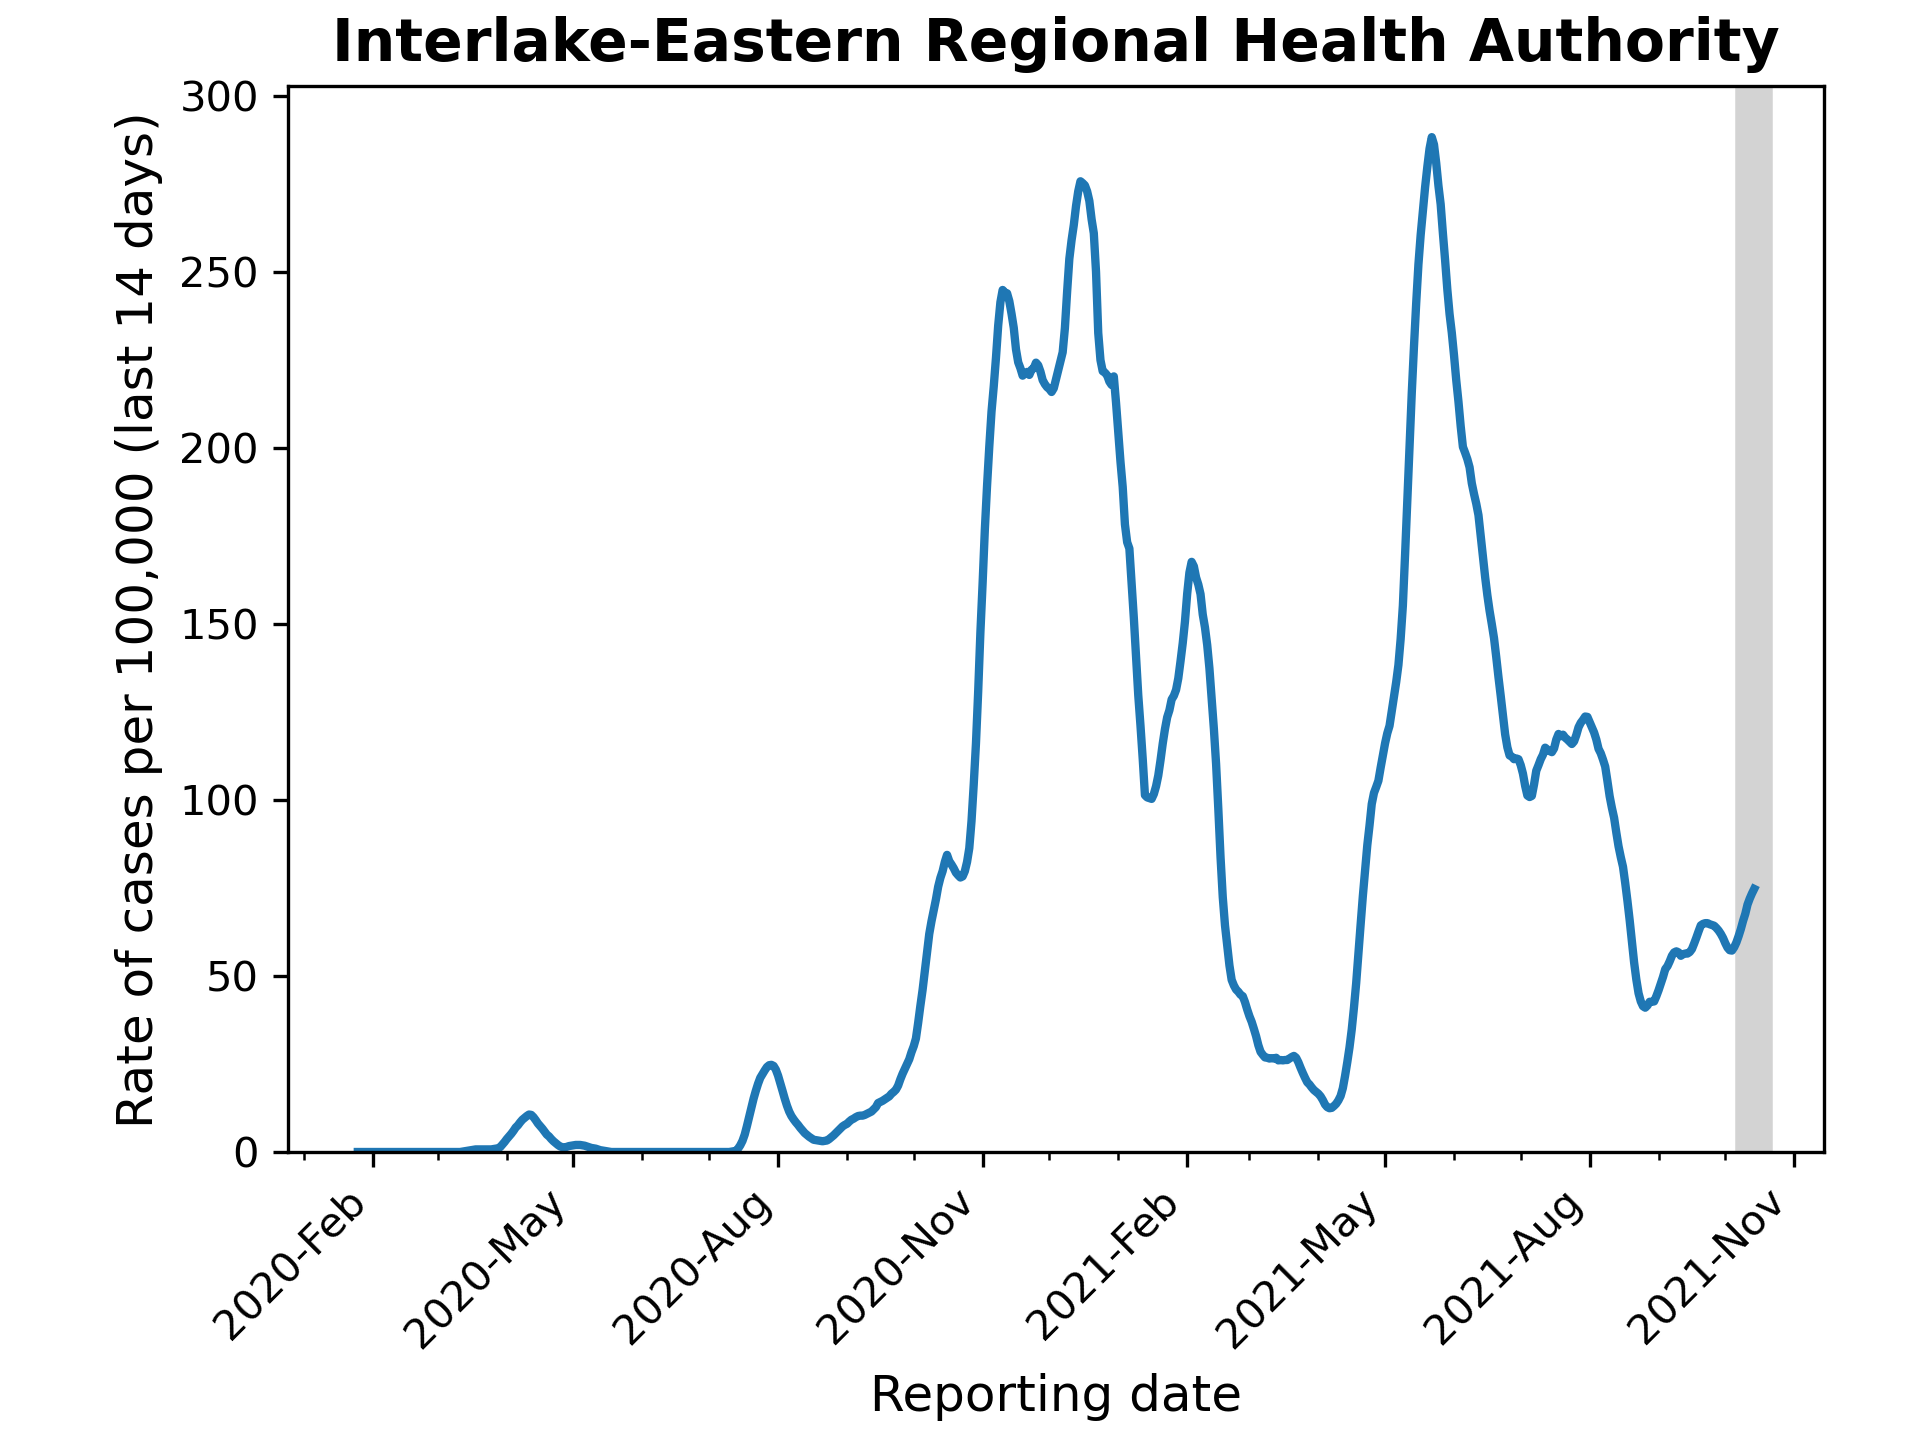 Interlake-Eastern Regional Health Authority
Rate of cases per 100,000 (last 14 days)
300
250
200
150
100
50
0
2020-Feb
2020-May
2020-Aug
2020-Nov
2021-Feb
2021-May
2021-Aug
2021-Nov
Reporting date